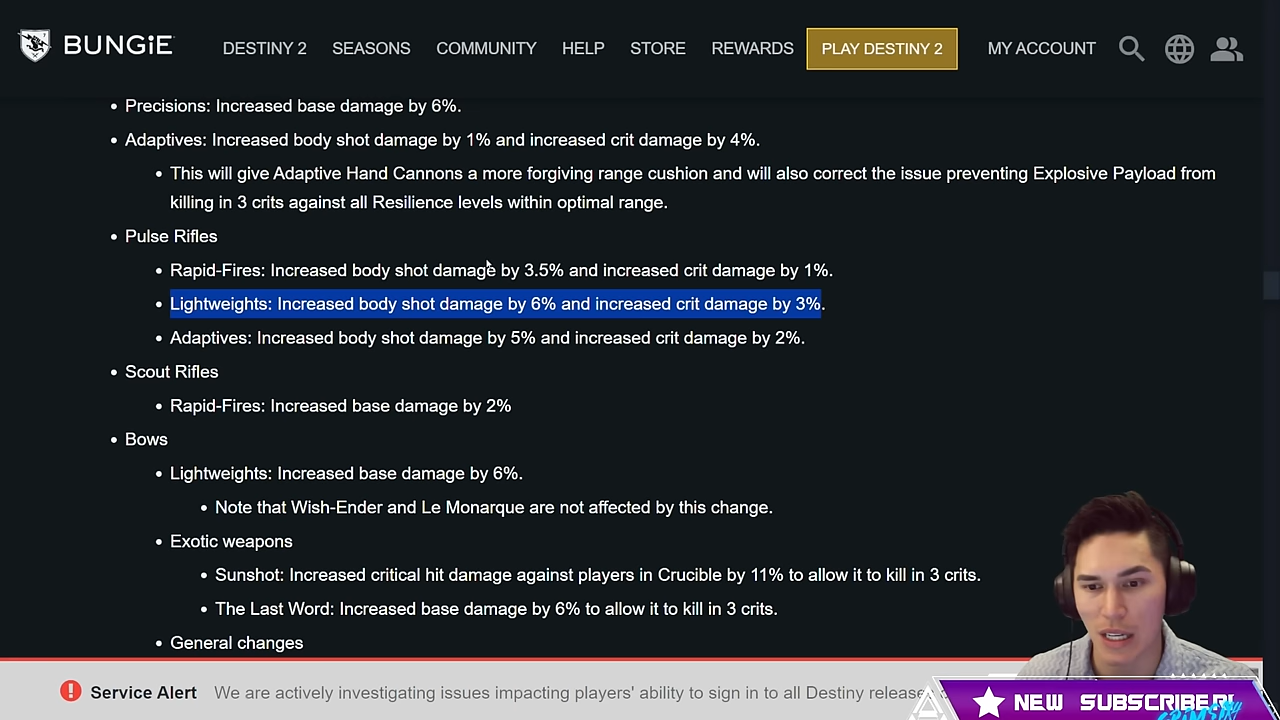 BUNGiE
DESTINY 2 SEASONS COMMUNITY HELP STORE REWARDS PLAY DESTINY 2 MY ACCOUNT
Precisions: Increased base damage by 6%.
Adaptives: Increased body shot damage by 1% and increased crit damage by 4%.
This will give Adaptive Hand Cannons a more forgiving range cushion and will also correct the issue preventing Explosive Payload from
killing in 3 crits against all Resilience levels within optimal range.
Pulse Rifles
Rapid-Fires: Increased body shot damage by 3.5% and increased crit damage by 1%.
Lightweights: Increased body shot damage by 6% and increased crit damage by 3%.
Adaptives: Increased body shot damage by 5% and increased crit damage by 2%.
Scout Rifles
Rapid-Fires: Increased base damage by 2%
Bows
Lightweights: Increased base damage by 6%.
Note that Wish-Ender and Le Monarque are not affected by this change.
Exotic weapons
Sunshot: Increased critical hit damage against players in Crucible by 11% to allow it to kill in 3 crits.
The Last Word: Increased base damage by 6% to allow it to kill in 3 crits.
General changes
Service Alert We are actively investigating issues impacting players' ability to sign in to all Destiny release
NEW SUBSCRIBER!